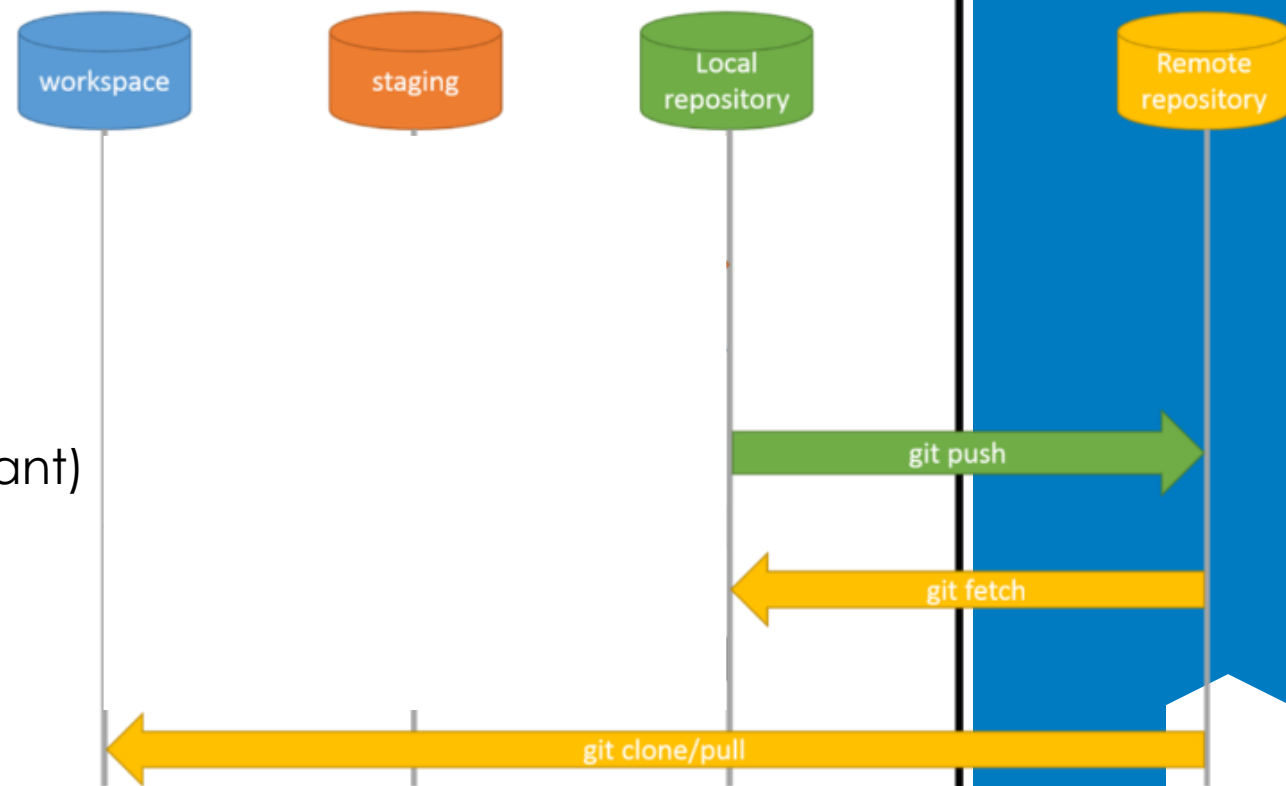 workspace
staging
Local
repository
Remote
repository
git push
ant)
git fetch
git clone/pull